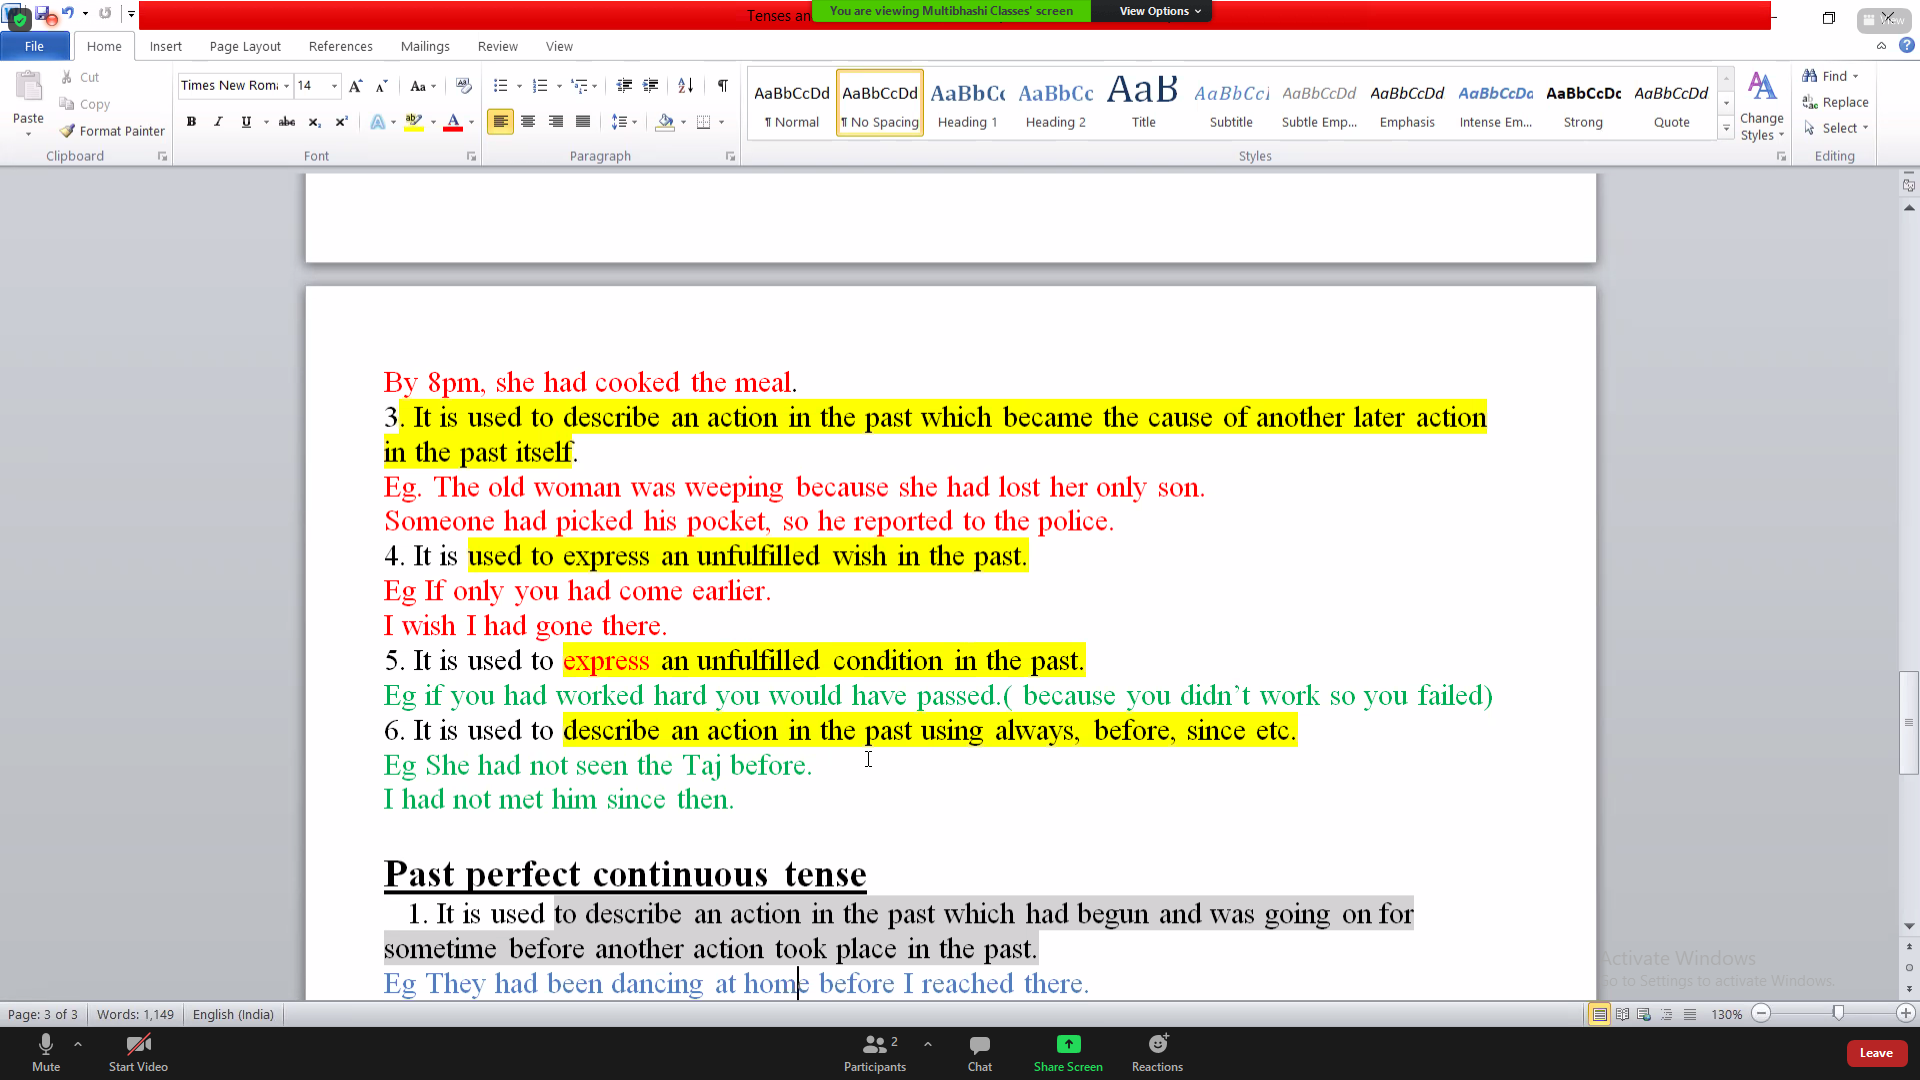 Tenses an
You are viewing Multibhashi Classes' screen
View Options
View
File
Home
Insert
Page Layout
References
Mailings
Review
View
Paste
Cut
Copy
Format Painter
Clipboard
Times New Roma
14
Font
Paragraph
AaBbCcDd
¶ Normal
AaBbCcDd
¶ No Spacing
AaBbCc
Heading 1
AaBbCc
Heading 2
AaB
Title
AaBbCcI
Subtitle
AaBbCcDd
Subtle Emp...
AaBbCcDd
Emphasis
AaBbCcDd
Intense Em...
AaBbCcDc
Strong
AaBbCcDd
Quote
Change
Styles
Styles
Find
Replace
Select
Editing
By 8pm, she had cooked the meal.
3. It is used to describe an action in the past which became the cause of another later action
in the past itself.
Eg. The old woman was weeping because she had lost her only son.
Someone had picked his pocket, so he reported to the police.
4. It is used to express an unfulfilled wish in the past.
Eg If only you had come earlier.
I wish I had gone there.
5. It is used to express an unfulfilled condition in the past.
Eg if you had worked hard you would have passed.( because you didn't work so you failed)
6. It is used to describe an action in the past using always, before, since etc.
Eg She had not seen the Taj before.
I had not met him since then.
Past perfect continuous tense
1. It is used to describe an action in the past which had begun and was going on for
sometime before another action took place in the past.
Eg They had been dancing at home before I reached there.
Activate Windows
Go to Settings to activate Windows.
Page: 3 of 3
Words: 1,149
English (India)
130%
Mute
Start Video
Participants
2
Chat
Share Screen
Reactions
Leave